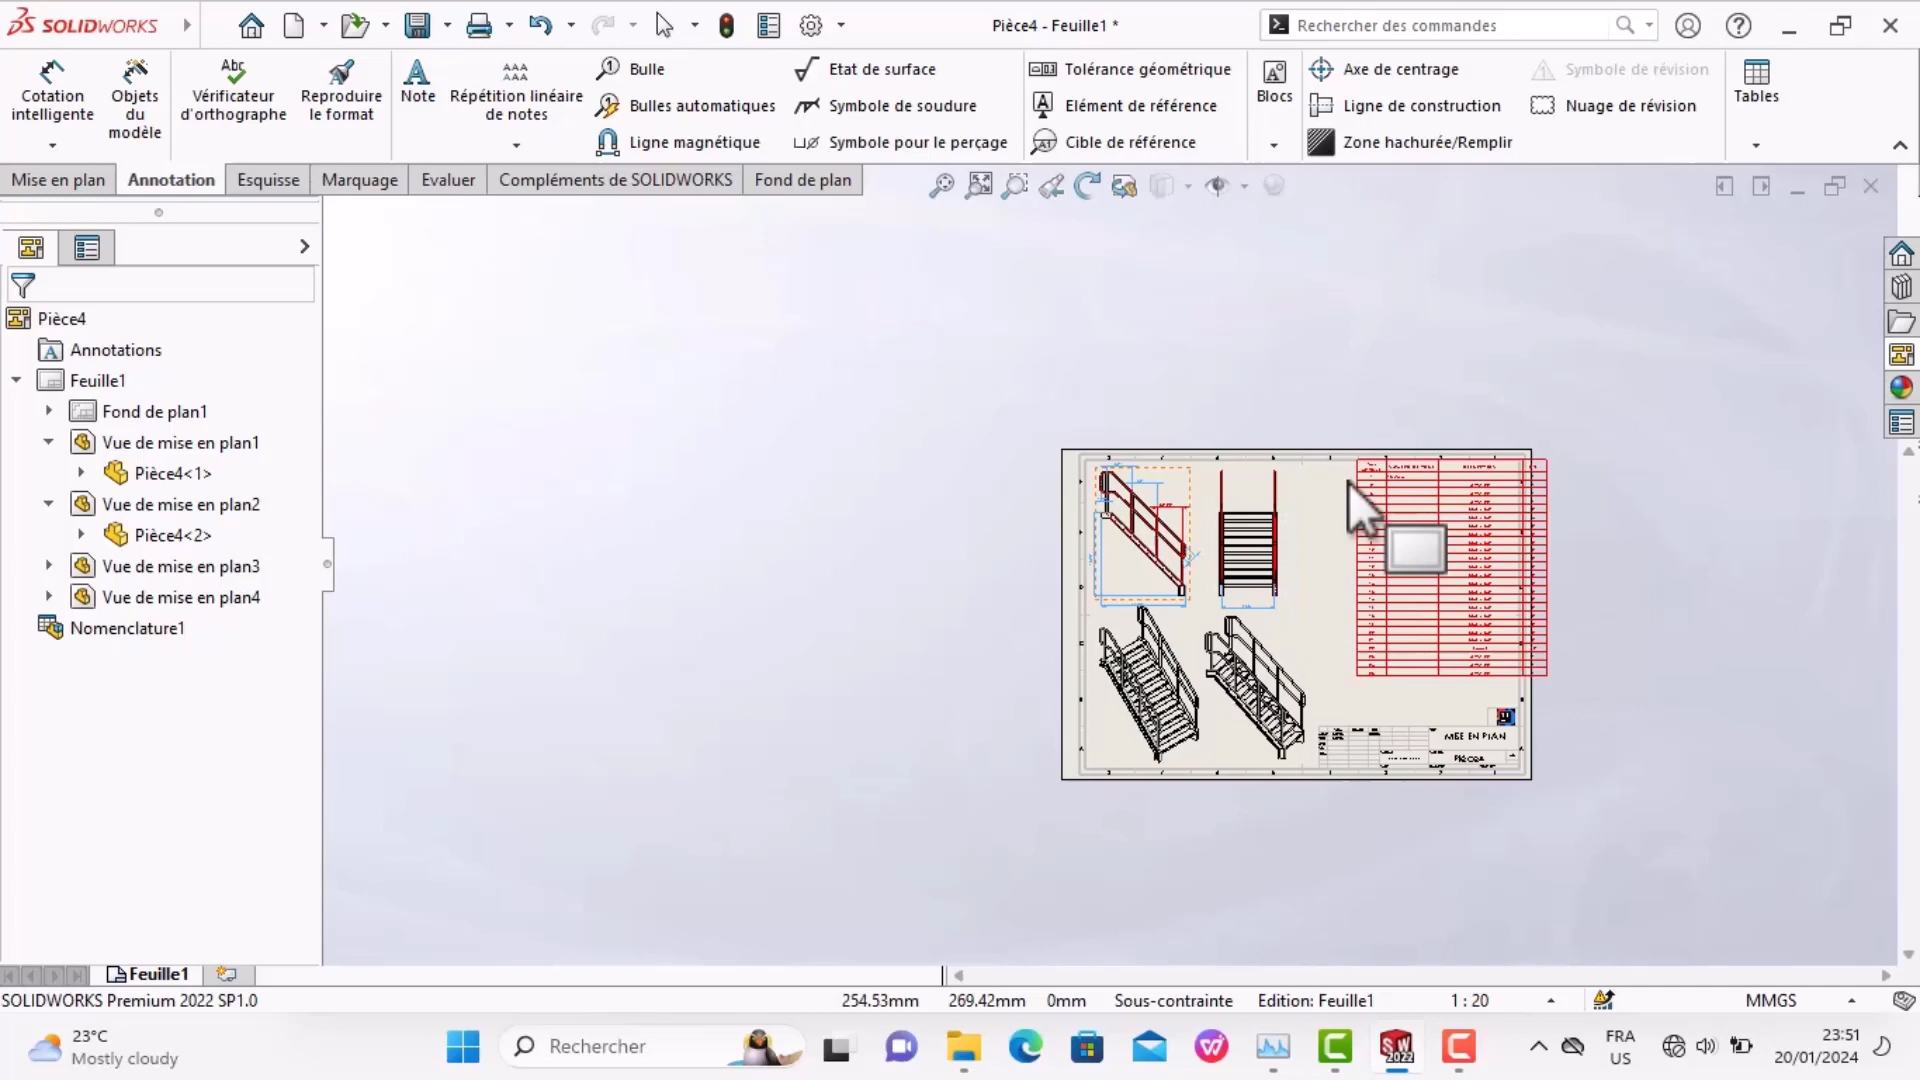 SOLIDWORKS
Pièce4 - Feuille1 *
Rechercher des commandes
Cotation intelligente
Objets du modèle
Abc
Vérificateur d'orthographe
Reproduire le format
Note
Répétition linéaire de notes
Bulle
Bulles automatiques
Ligne magnétique
Etat de surface
Symbole de soudure
Symbole pour le perçage
Tolérance géométrique
Elément de référence
Cible de référence
Blocs
Axe de centrage
Ligne de construction
Zone hachurée/Remplir
Symbole de révision
Nuage de révision
Tables
Mise en plan
Annotation
Esquisse
Marquage
Evaluer
Compléments de SOLIDWORKS
Fond de plan
Pièce4
Annotations
Feuille1
Fond de plan1
Vue de mise en plan1
Pièce4<1>
Vue de mise en plan2
Pièce4<2>
Vue de mise en plan3
Vue de mise en plan4
Nomenclature1
MISE EN PLAN
Pièce4
Feuille1
SOLIDWORKS Premium 2022 SP1.0
254.53mm
269.42mm
0mm
Sous-contrainte
Edition: Feuille1
1 : 20
MMGS
23°C
Mostly cloudy
Rechercher
FRA
US
23:51
20/01/2024